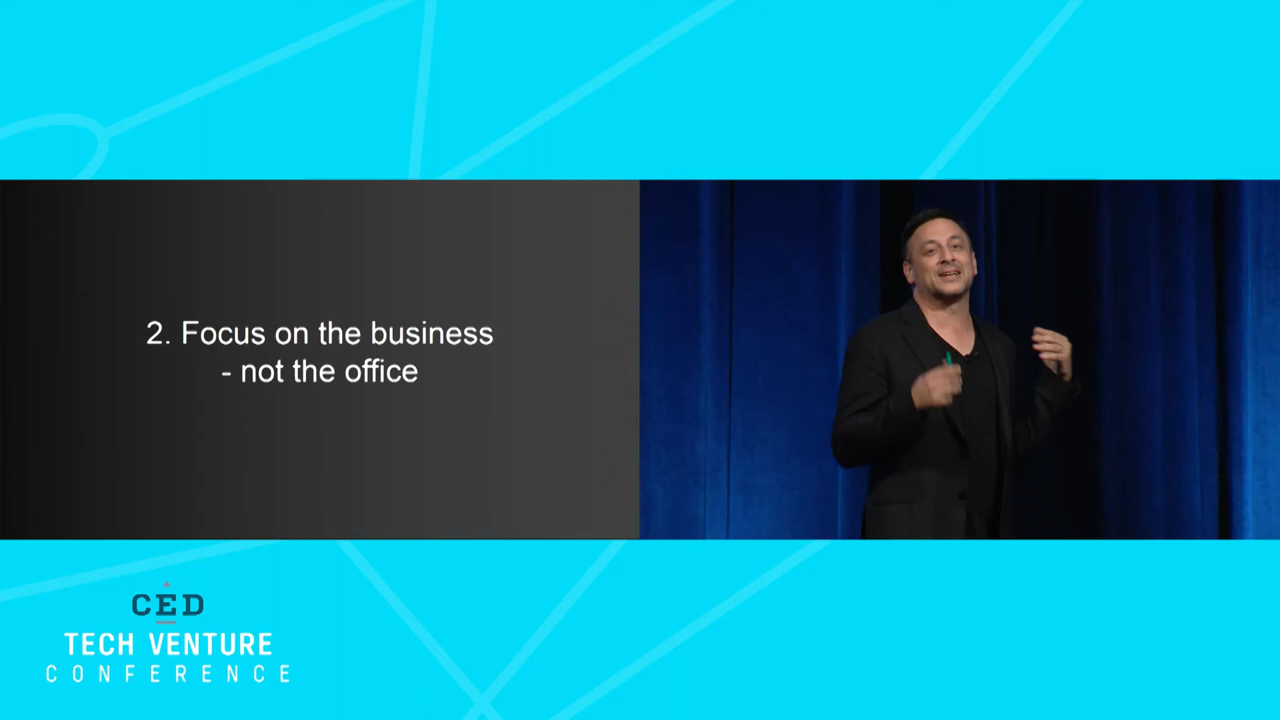 2. Focus on the business
- not the office
CED
TECH VENTURE
CONFERENCE